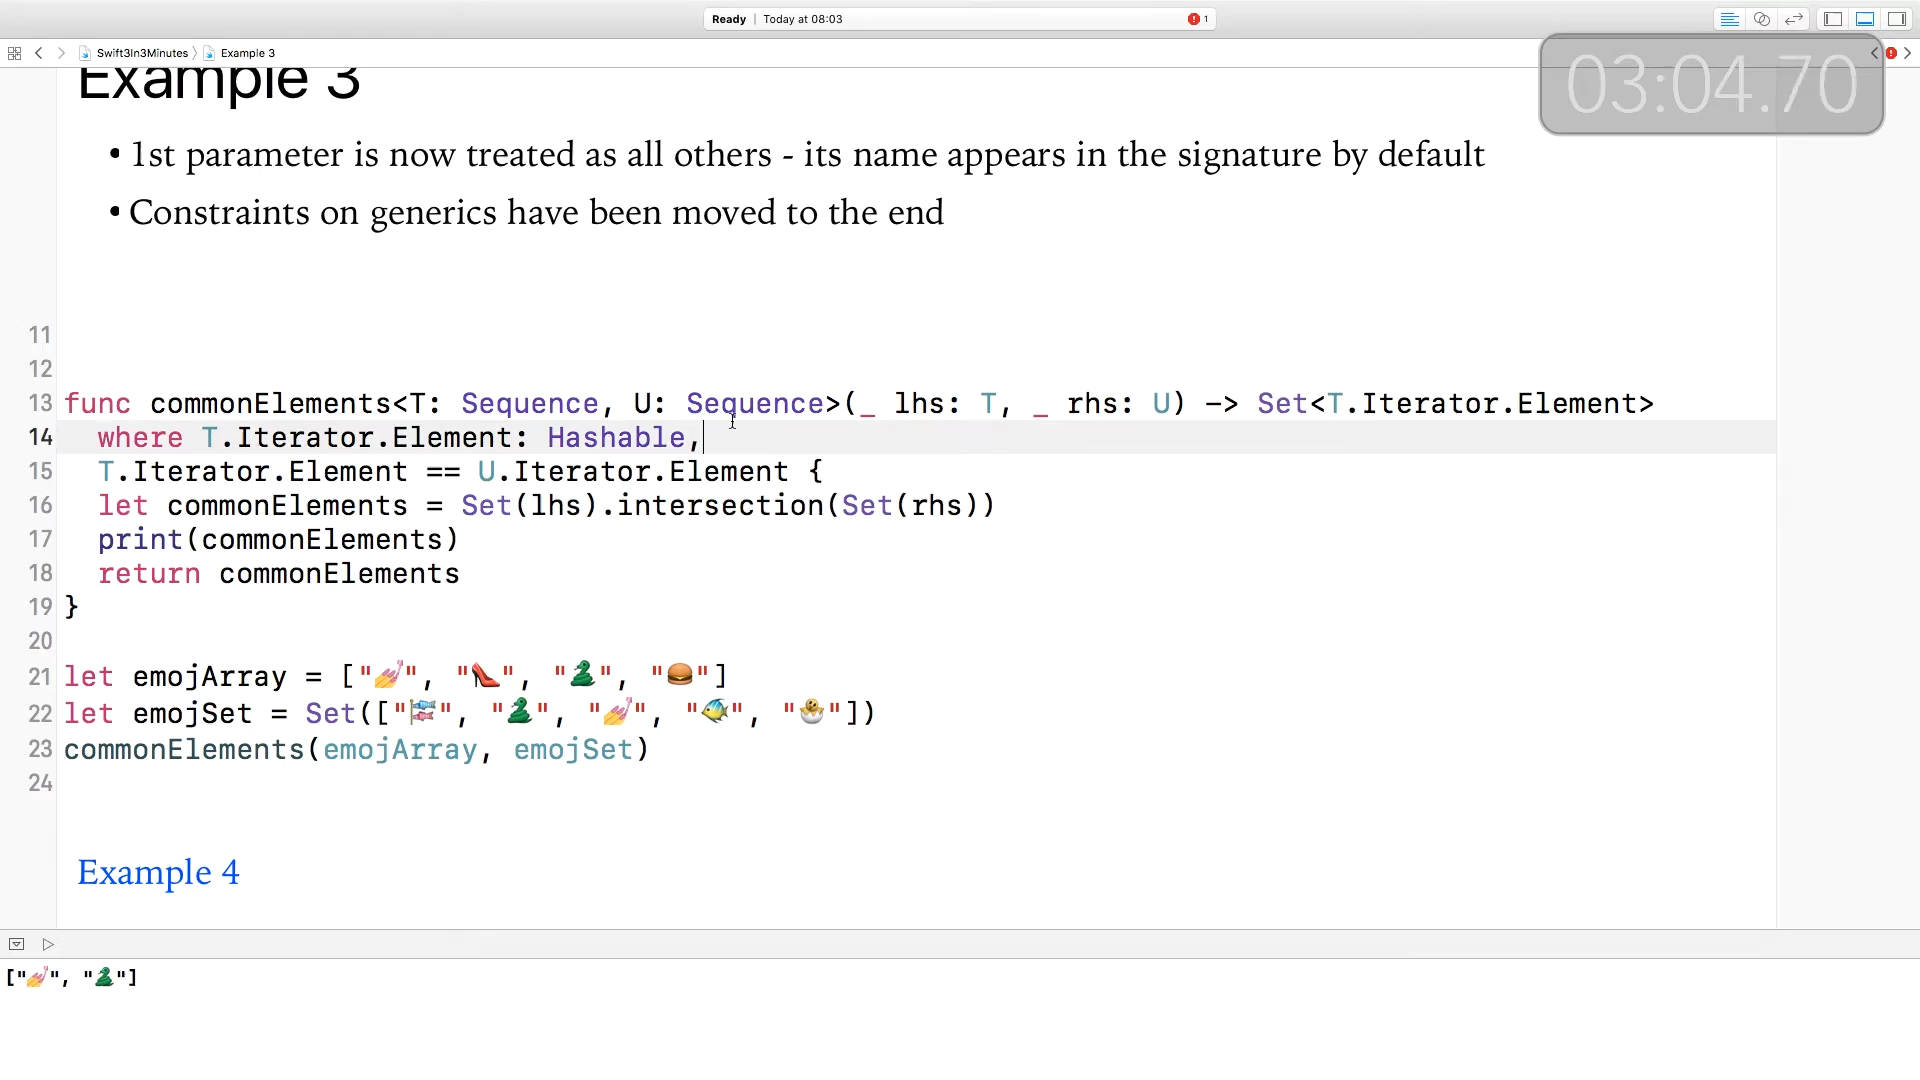 Ready | Today at 08:03
1
Swift3In3Minutes 〉 Example 3
03:04.70
Example 3
• 1st parameter is now treated as all others - its name appears in the signature by default
• Constraints on generics have been moved to the end
11
12
13 func commonElements<T: Sequence, U: Sequence>(_ lhs: T, _ rhs: U) -> Set<T.Iterator.Element>
14 where T.Iterator.Element: Hashable,
15 T.Iterator.Element == U.Iterator.Element {
16 let commonElements = Set(lhs).intersection(Set(rhs))
17 print(commonElements)
18 return commonElements
19 }
20
21 let emojArray = ["💅", "👠", "🐍", "🍔"]
22 let emojSet = Set(["🎏", "🐍", "💅", "🐠", "🐣"])
23 commonElements(emojArray, emojSet)
24
Example 4
["💅", "🐍"]